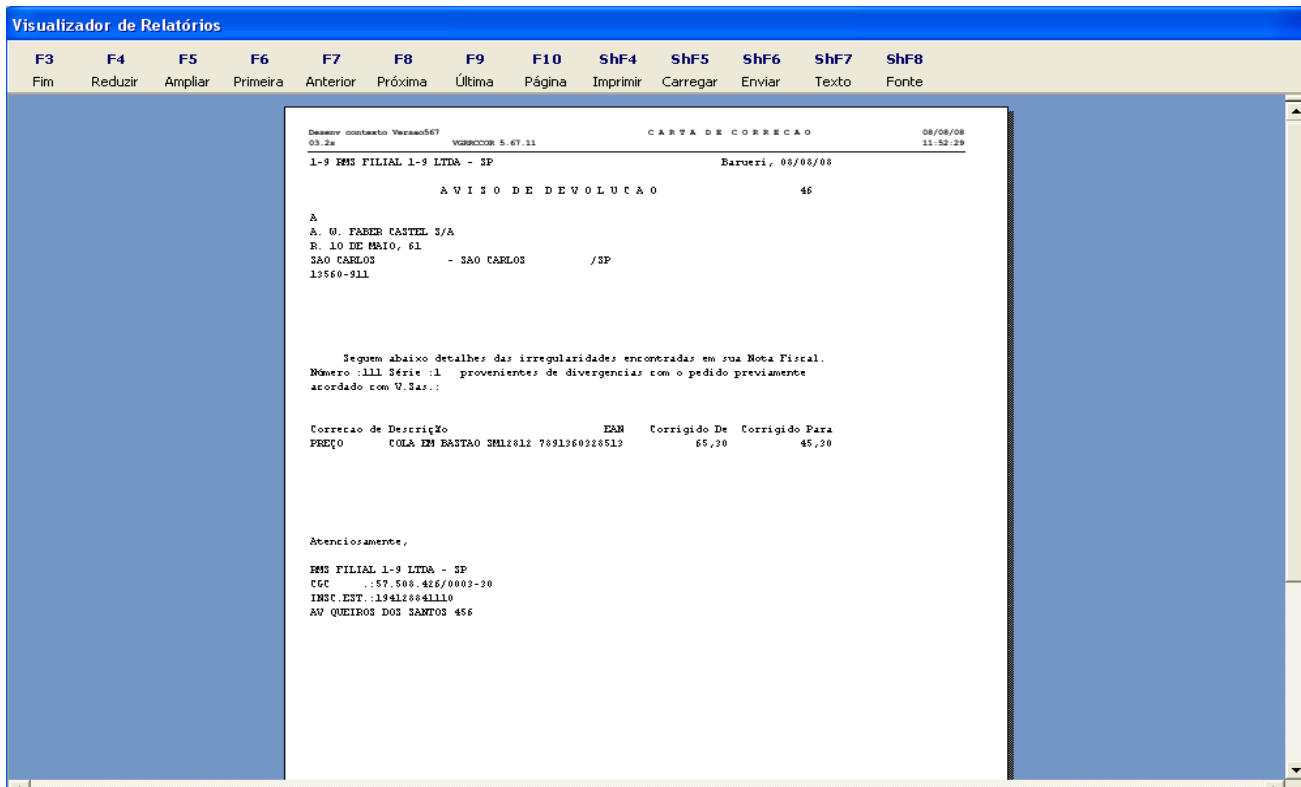 Visualizador de Relatórios
F3 F4 F5 F6 F7 F8 F9 F10 ShF4 ShF5 ShF6 ShF7 ShF8
Fim Reduzir Ampliar Primeira Anterior Próxima Última Página Imprimir Carregar Enviar Texto Fonte
Desenv contexto Versao567 CARTA DE CORRECAO 08/08/08
03.2s VGRRCCOR 5.67.11 11:52:29
1-9 RMS FILIAL 1-9 LTDA - SP Barueri, 08/08/08
A V I S O D E D E V O L U C A O 46
A
A. W. FABER CASTEL S/A
R. 10 DE MAIO, 61
SAO CARLOS - SAO CARLOS /SP
13560-911
Seguem abaixo detalhes das irregularidades encontradas em sua Nota Fiscal.
Número :111 Série :1 provenientes de divergencias com o pedido previamente
acordado com V.Sas.:
Correcao de Descrição EAN Corrigido De Corrigido Para
PREÇO COLA EM BASTAO SM12812 7891360328513 65,30 45,30
Atenciosamente,
RMS FILIAL 1-9 LTDA - SP
CGC .:57.508.426/0003-30
INSC.EST.:194128841110
AV QUEIROS DOS SANTOS 456